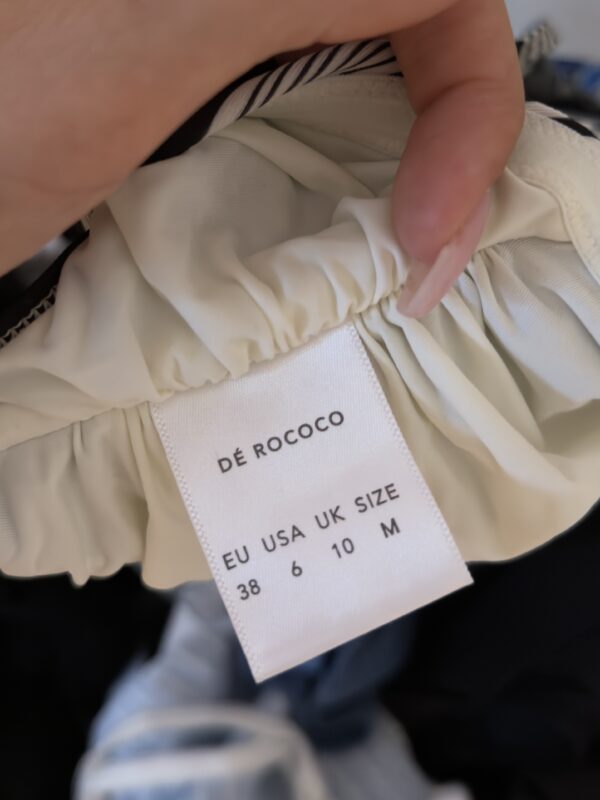 DÉ ROCOCO
EU USA UK SIZE
38 6 10 M